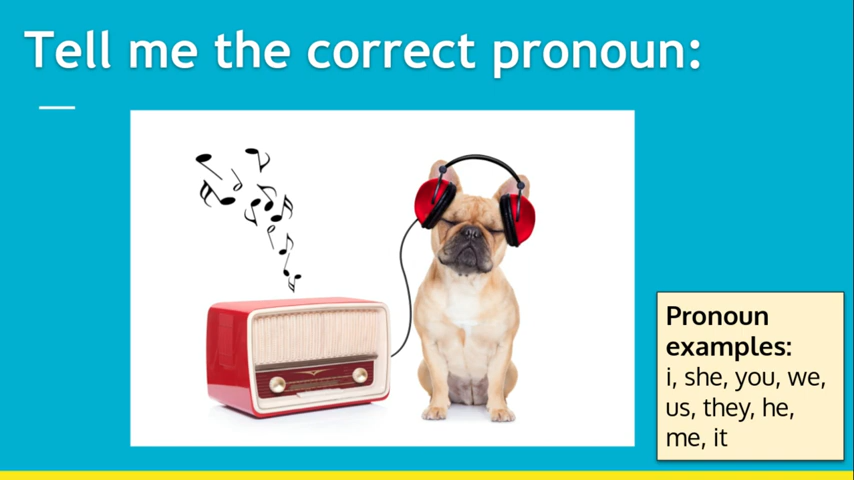 Tell me the correct pronoun:
Pronoun
examples:
i, she, you, we,
us, they, he,
me, it